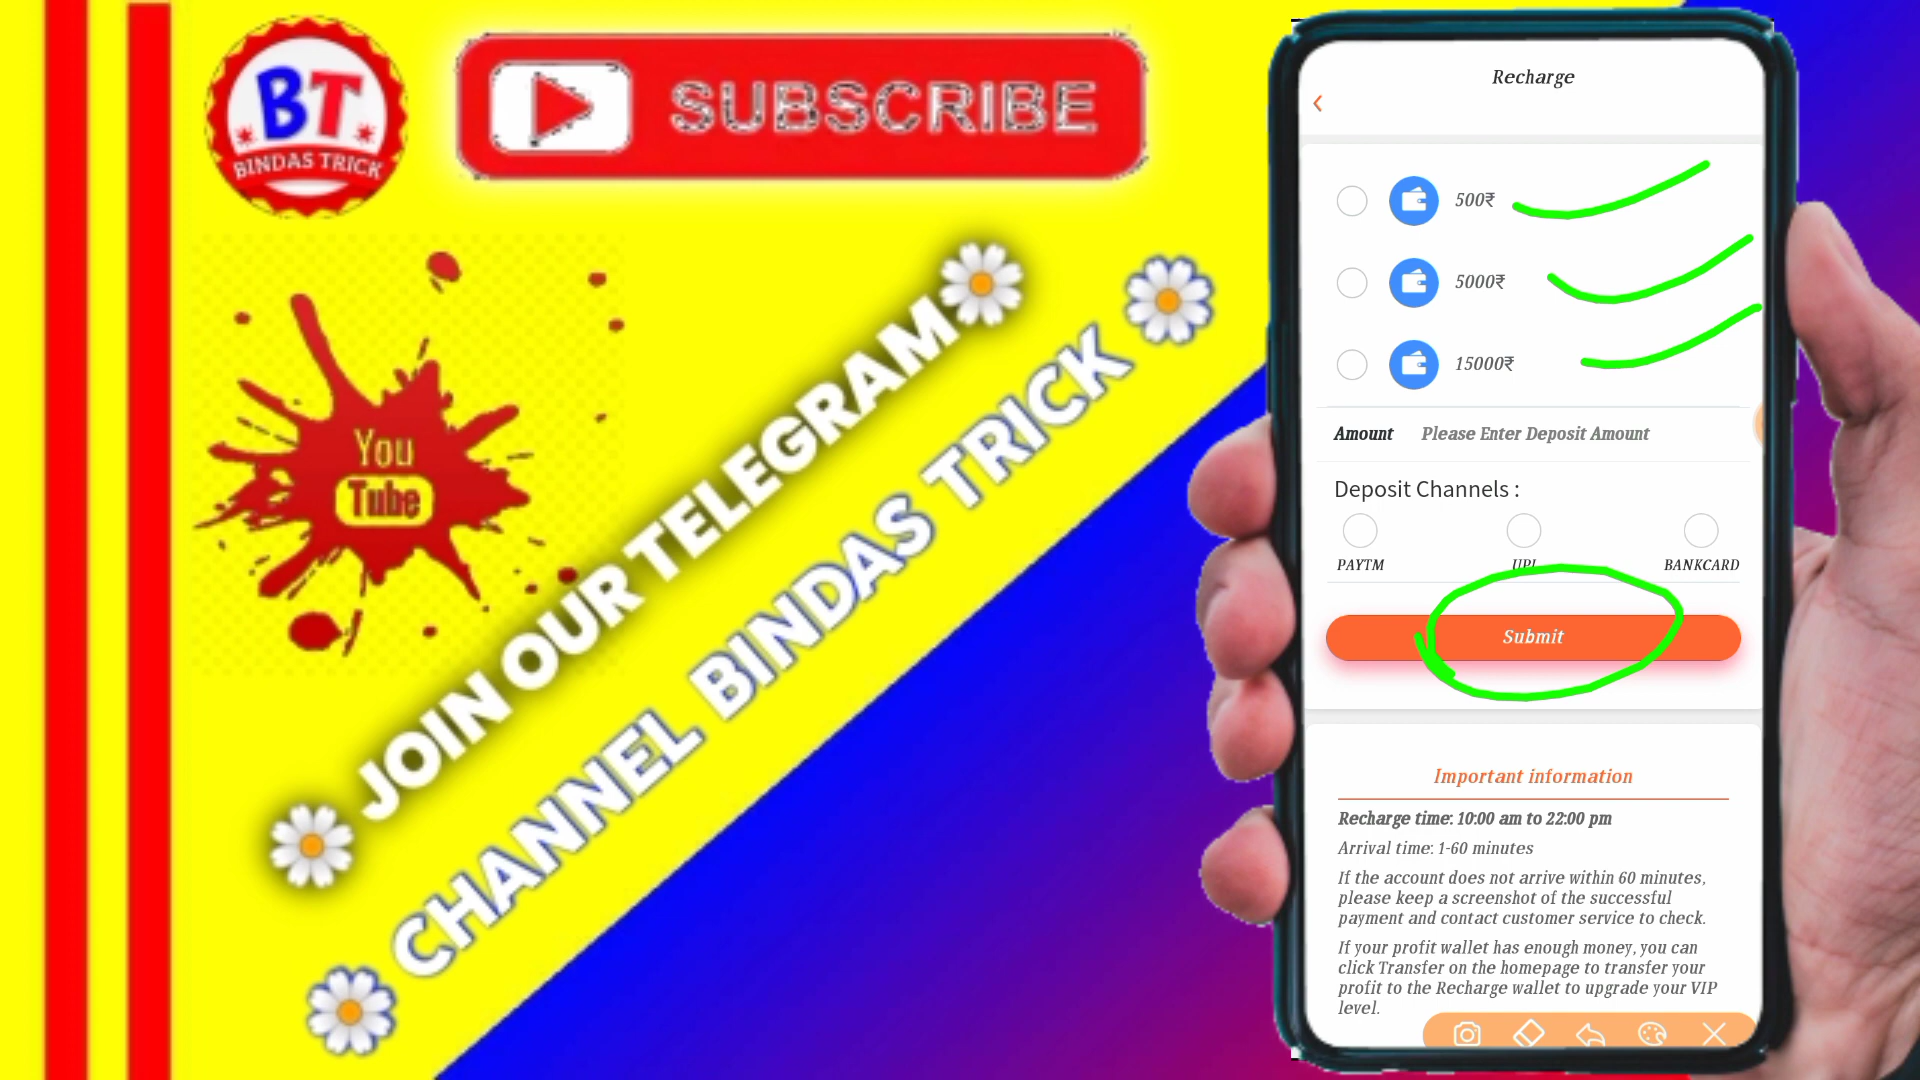 BT
BINDAS TRICK
SUBSCRIBE
You
Tube
JOIN OUR TELEGRAM
CHANNEL BINDAS TRICK
Recharge
500₹
5000₹
15000₹
Amount Please Enter Deposit Amount
Deposit Channels :
PAYTM UPI BANKCARD
Submit
Important information
Recharge time: 10:00 am to 22:00 pm
Arrival time: 1-60 minutes
If the account does not arrive within 60 minutes,
please keep a screenshot of the successful
payment and contact customer service to check.
If your profit wallet has enough money, you can
click Transfer on the homepage to transfer your
profit to the Recharge wallet to upgrade your VIP
level.